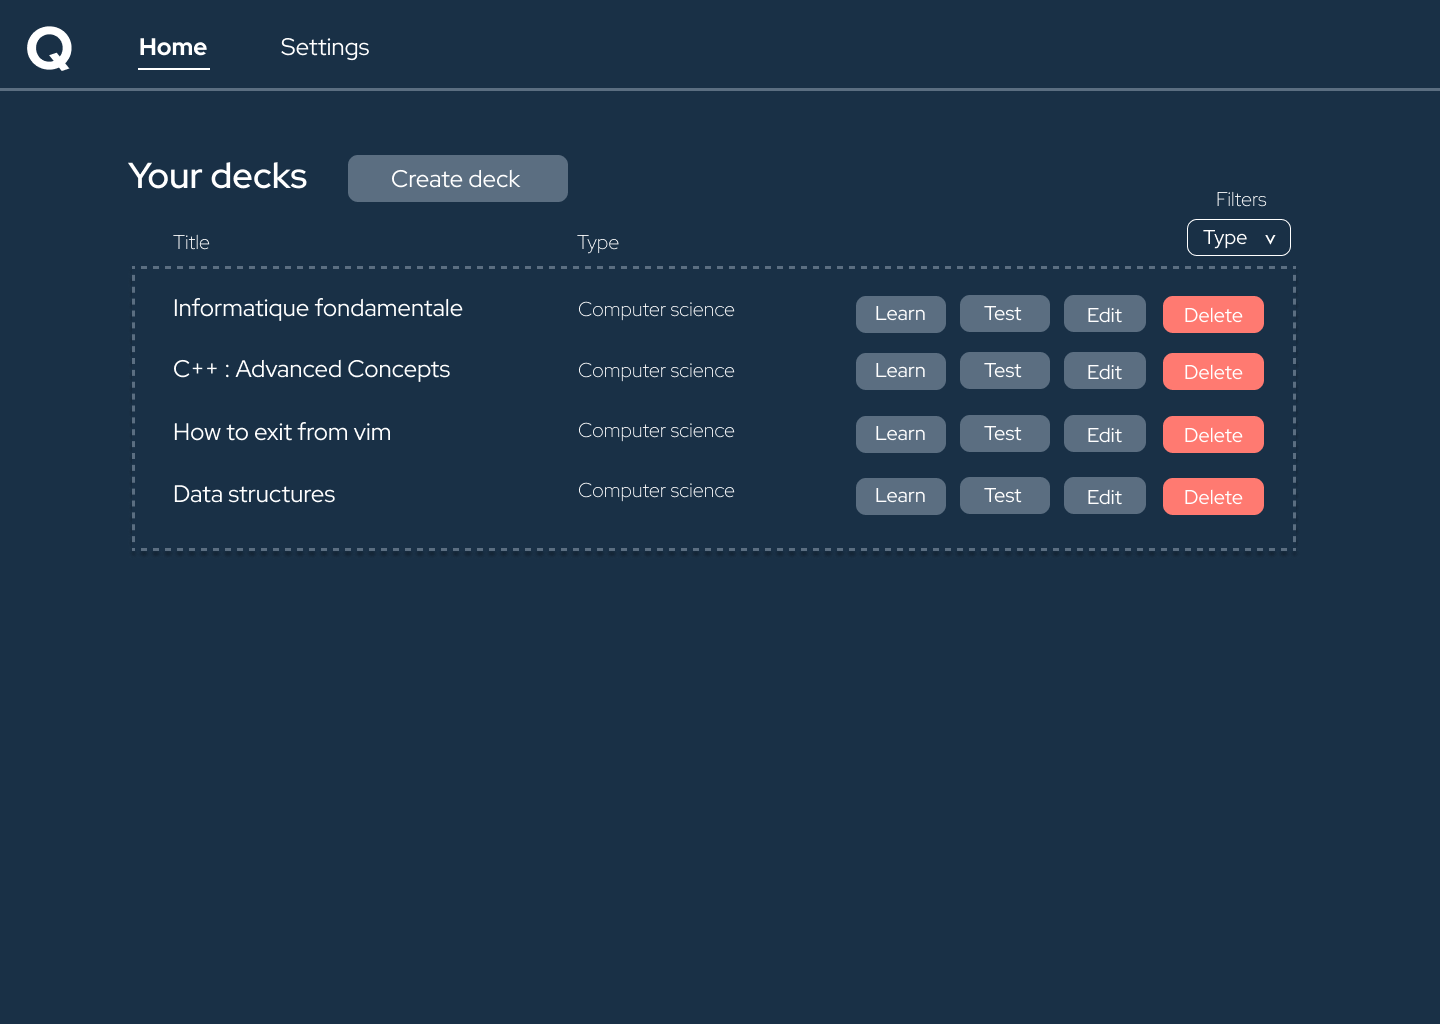 Q Home Settings
Your decks Create deck
Filters
Title Type Type v
Informatique fondamentale Computer science Learn Test Edit Delete
C++ : Advanced Concepts Computer science Learn Test Edit Delete
How to exit from vim Computer science Learn Test Edit Delete
Data structures Computer science Learn Test Edit Delete